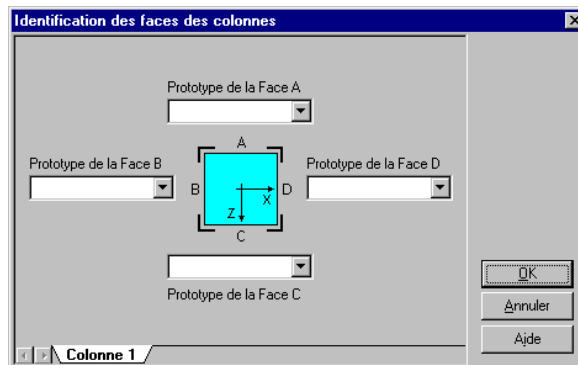 Identification des faces des colonnes
Prototype de la Face A
Prototype de la Face B
A
Prototype de la Face D
B
D
X
Z
C
Prototype de la Face C
OK
Annuler
Aide
Colonne 1